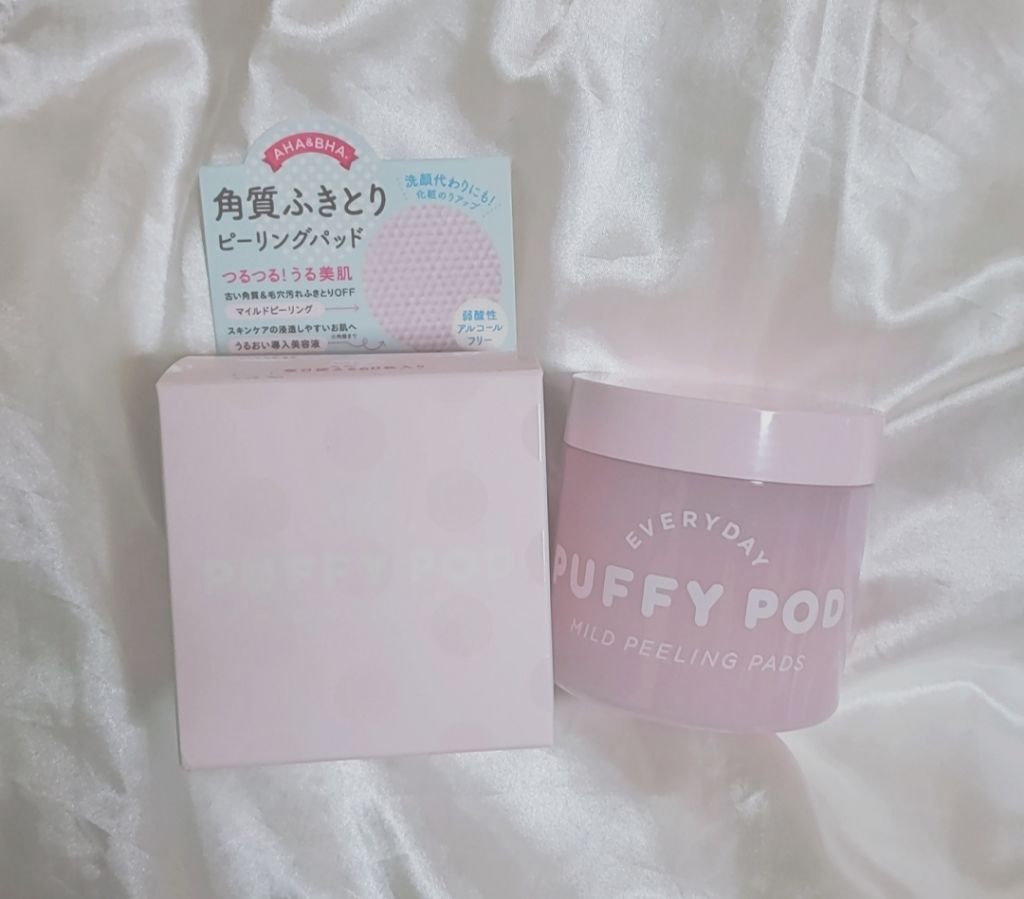 AHA&BHA*
角質ふきとり
ピーリングパッド
洗顔代わりにも!
化粧のりアップ
つるつる!うる美肌
古い角質&毛穴汚れふきとりOFF
マイルドピーリング
スキンケアの浸透しやすいお肌へ
※角層まで
うるおい導入美容液
弱酸性
アルコール
フリー
PUFFY POD
EVERYDAY
PUFFY POD
MILD PEELING PADS